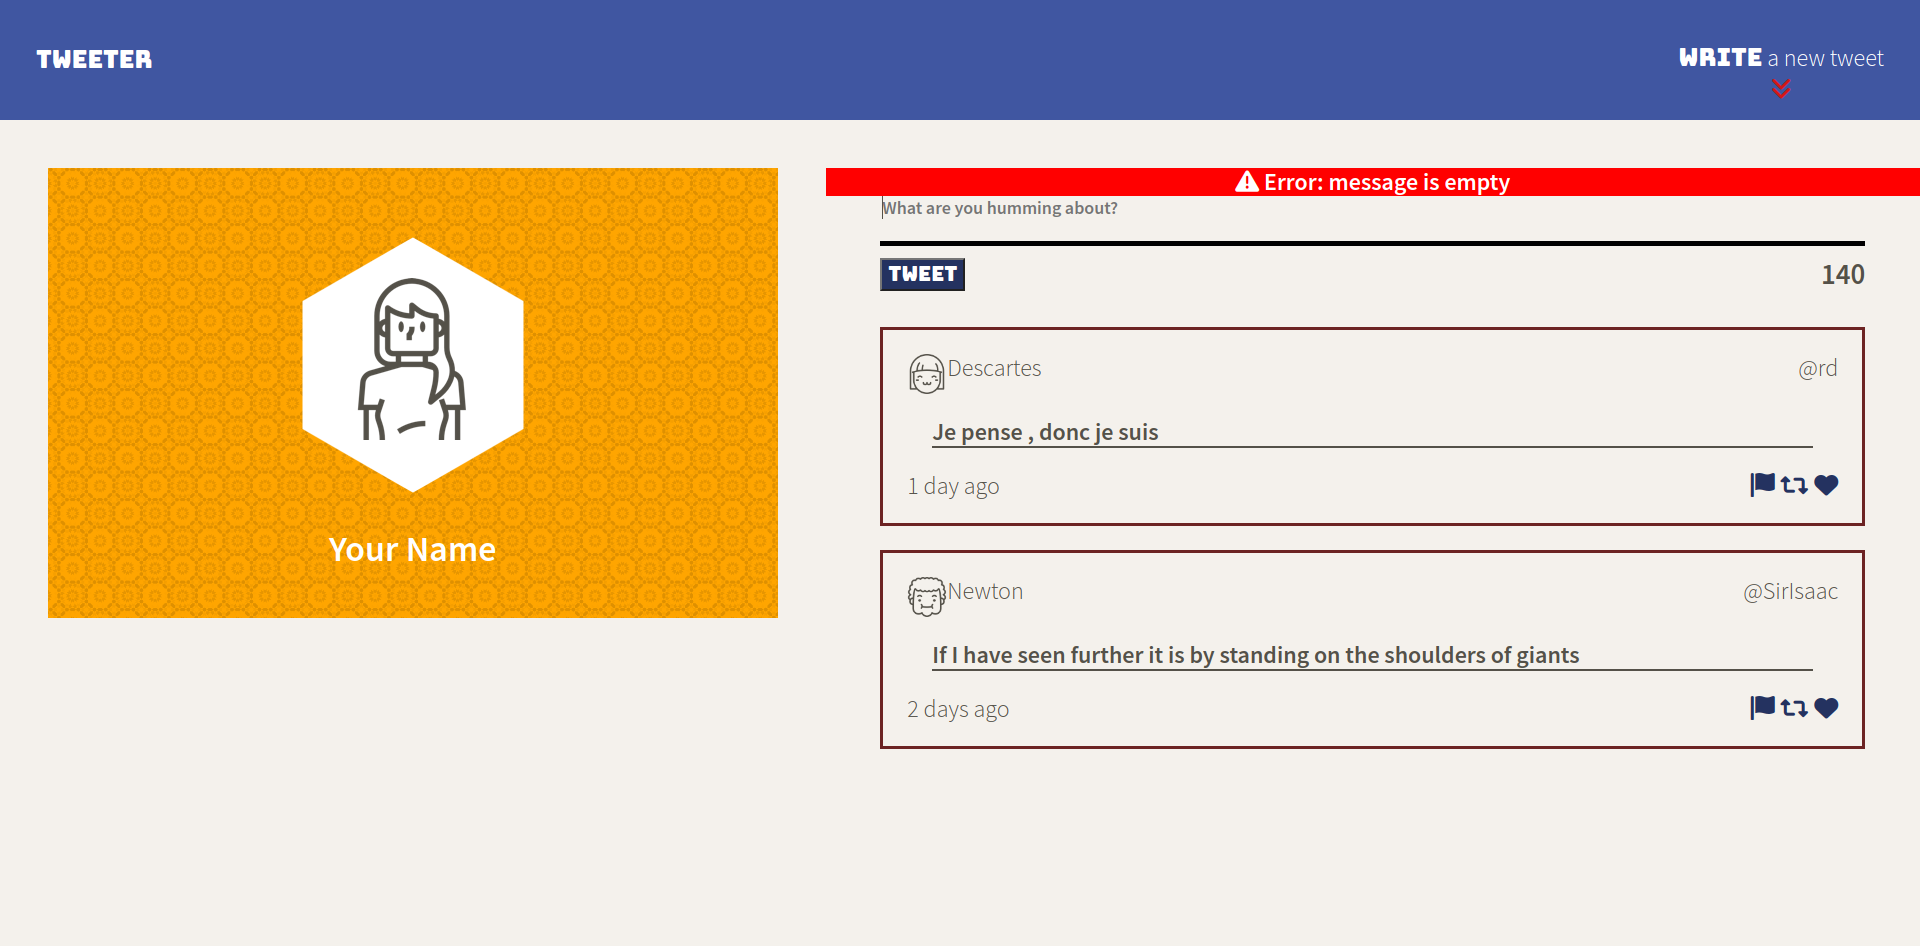 TWEETER
WRITE a new tweet
Your Name
Error: message is empty
What are you humming about?
TWEET
140
Descartes
@rd
Je pense , donc je suis
1 day ago
Newton
@SirIsaac
If I have seen further it is by standing on the shoulders of giants
2 days ago